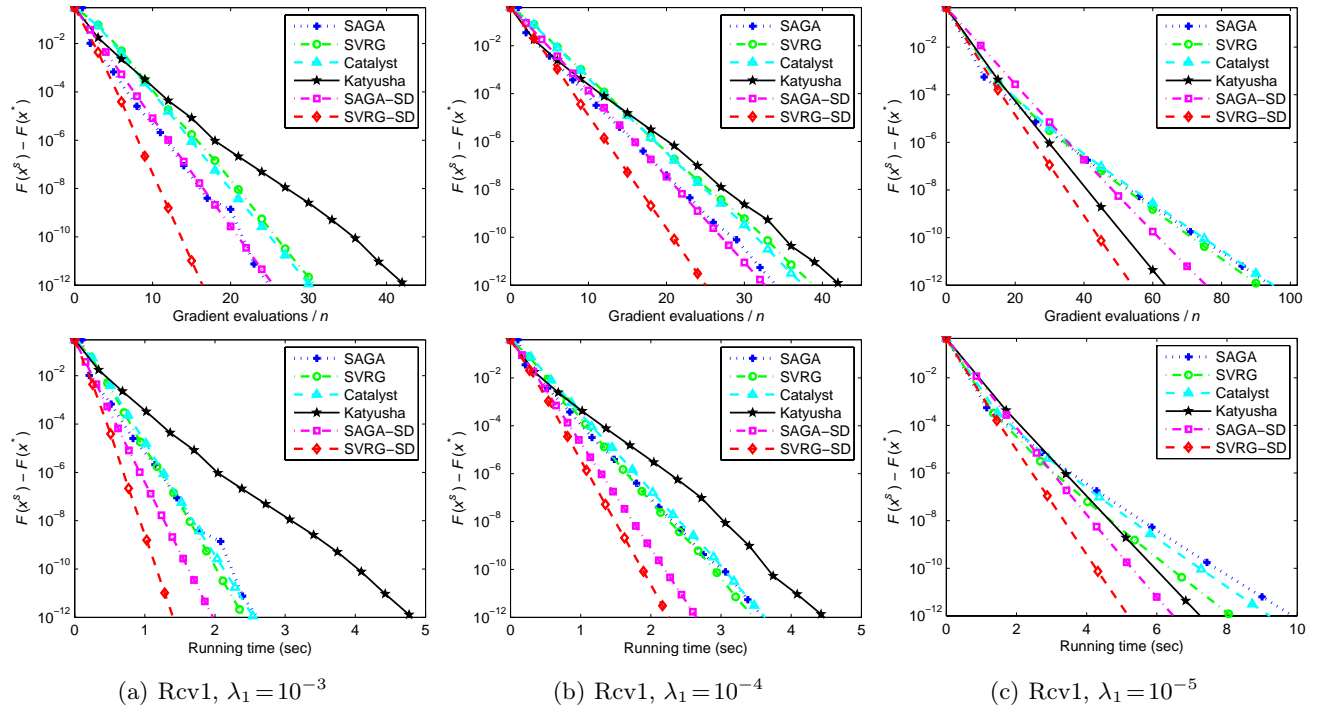 SAGA
SVRG
Catalyst
Katyusha
SAGA−SD
SVRG−SD
F(x^s) − F(x^*)
10^−2
10^−4
10^−6
10^−8
10^−10
10^−12
0 10 20 30 40
Gradient evaluations / n
SAGA
SVRG
Catalyst
Katyusha
SAGA−SD
SVRG−SD
F(x^s) − F(x^*)
10^−2
10^−4
10^−6
10^−8
10^−10
10^−12
0 10 20 30 40
Gradient evaluations / n
SAGA
SVRG
Catalyst
Katyusha
SAGA−SD
SVRG−SD
F(x^s) − F(x^*)
10^−2
10^−4
10^−6
10^−8
10^−10
10^−12
0 20 40 60 80 100
Gradient evaluations / n
SAGA
SVRG
Catalyst
Katyusha
SAGA−SD
SVRG−SD
F(x^s) − F(x^*)
10^−2
10^−4
10^−6
10^−8
10^−10
10^−12
0 1 2 3 4 5
Running time (sec)
SAGA
SVRG
Catalyst
Katyusha
SAGA−SD
SVRG−SD
F(x^s) − F(x^*)
10^−2
10^−4
10^−6
10^−8
10^−10
10^−12
0 1 2 3 4 5
Running time (sec)
SAGA
SVRG
Catalyst
Katyusha
SAGA−SD
SVRG−SD
F(x^s) − F(x^*)
10^−2
10^−4
10^−6
10^−8
10^−10
10^−12
0 2 4 6 8 10
Running time (sec)
(a) Rcv1, λ₁=10⁻³
(b) Rcv1, λ₁=10⁻⁴
(c) Rcv1, λ₁=10⁻⁵